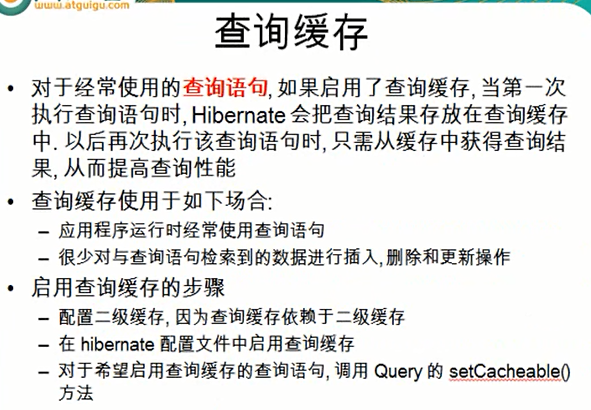 www.atguigu.com
查询缓存
• 对于经常使用的查询语句, 如果启用了查询缓存, 当第一次
执行查询语句时, Hibernate 会把查询结果存放在查询缓存
中. 以后再次执行该查询语句时, 只需从缓存中获得查询结
果, 从而提高查询性能
• 查询缓存使用于如下场合:
– 应用程序运行时经常使用查询语句
– 很少对与查询语句检索到的数据进行插入, 删除和更新操作
• 启用查询缓存的步骤
– 配置二级缓存, 因为查询缓存依赖于二级缓存
– 在 hibernate 配置文件中启用查询缓存
– 对于希望启用查询缓存的查询语句, 调用 Query 的 setCacheable()
方法